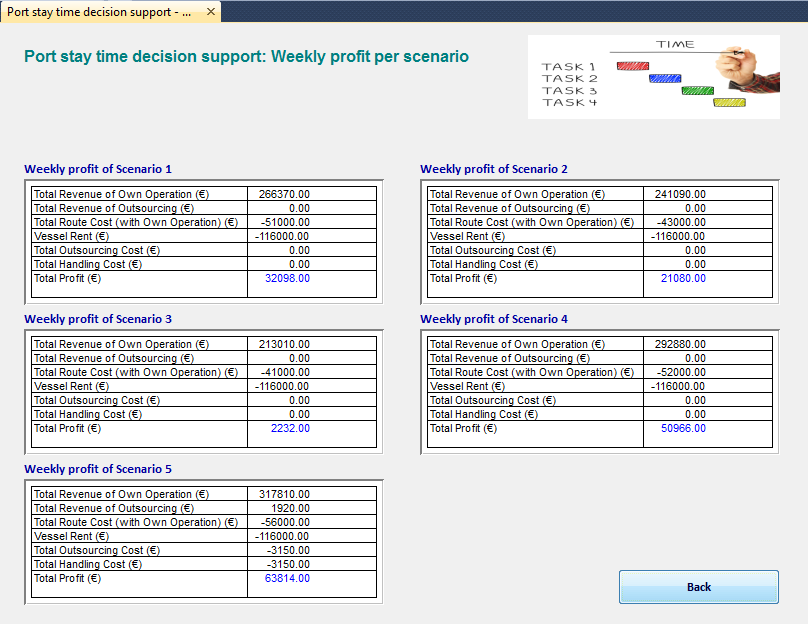 Port stay time decision support - ... ×
Port stay time decision support: Weekly profit per scenario
TIME
TASK 1
TASK 2
TASK 3
TASK 4
Weekly profit of Scenario 1
Total Revenue of Own Operation (€) 266370.00
Total Revenue of Outsourcing (€) 0.00
Total Route Cost (with Own Operation) (€) -51000.00
Vessel Rent (€) -116000.00
Total Outsourcing Cost (€) 0.00
Total Handling Cost (€) 0.00
Total Profit (€) 32098.00
Weekly profit of Scenario 2
Total Revenue of Own Operation (€) 241090.00
Total Revenue of Outsourcing (€) 0.00
Total Route Cost (with Own Operation) (€) -43000.00
Vessel Rent (€) -116000.00
Total Outsourcing Cost (€) 0.00
Total Handling Cost (€) 0.00
Total Profit (€) 21080.00
Weekly profit of Scenario 3
Total Revenue of Own Operation (€) 213010.00
Total Revenue of Outsourcing (€) 0.00
Total Route Cost (with Own Operation) (€) -41000.00
Vessel Rent (€) -116000.00
Total Outsourcing Cost (€) 0.00
Total Handling Cost (€) 0.00
Total Profit (€) 2232.00
Weekly profit of Scenario 4
Total Revenue of Own Operation (€) 292880.00
Total Revenue of Outsourcing (€) 0.00
Total Route Cost (with Own Operation) (€) -52000.00
Vessel Rent (€) -116000.00
Total Outsourcing Cost (€) 0.00
Total Handling Cost (€) 0.00
Total Profit (€) 50966.00
Weekly profit of Scenario 5
Total Revenue of Own Operation (€) 317810.00
Total Revenue of Outsourcing (€) 1920.00
Total Route Cost (with Own Operation) (€) -56000.00
Vessel Rent (€) -116000.00
Total Outsourcing Cost (€) -3150.00
Total Handling Cost (€) -3150.00
Total Profit (€) 63814.00
Back